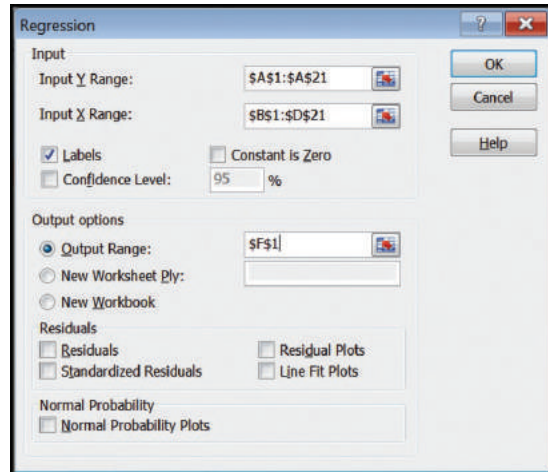 Regression
Input
Input Y Range: $A$1:$A$21
Input X Range: $B$1:$D$21
Labels Constant is Zero
Confidence Level: 95 %
OK
Cancel
Help
Output options
Output Range: $F$1
New Worksheet Ply:
New Workbook
Residuals
Residuals Residual Plots
Standardized Residuals Line Fit Plots
Normal Probability
Normal Probability Plots